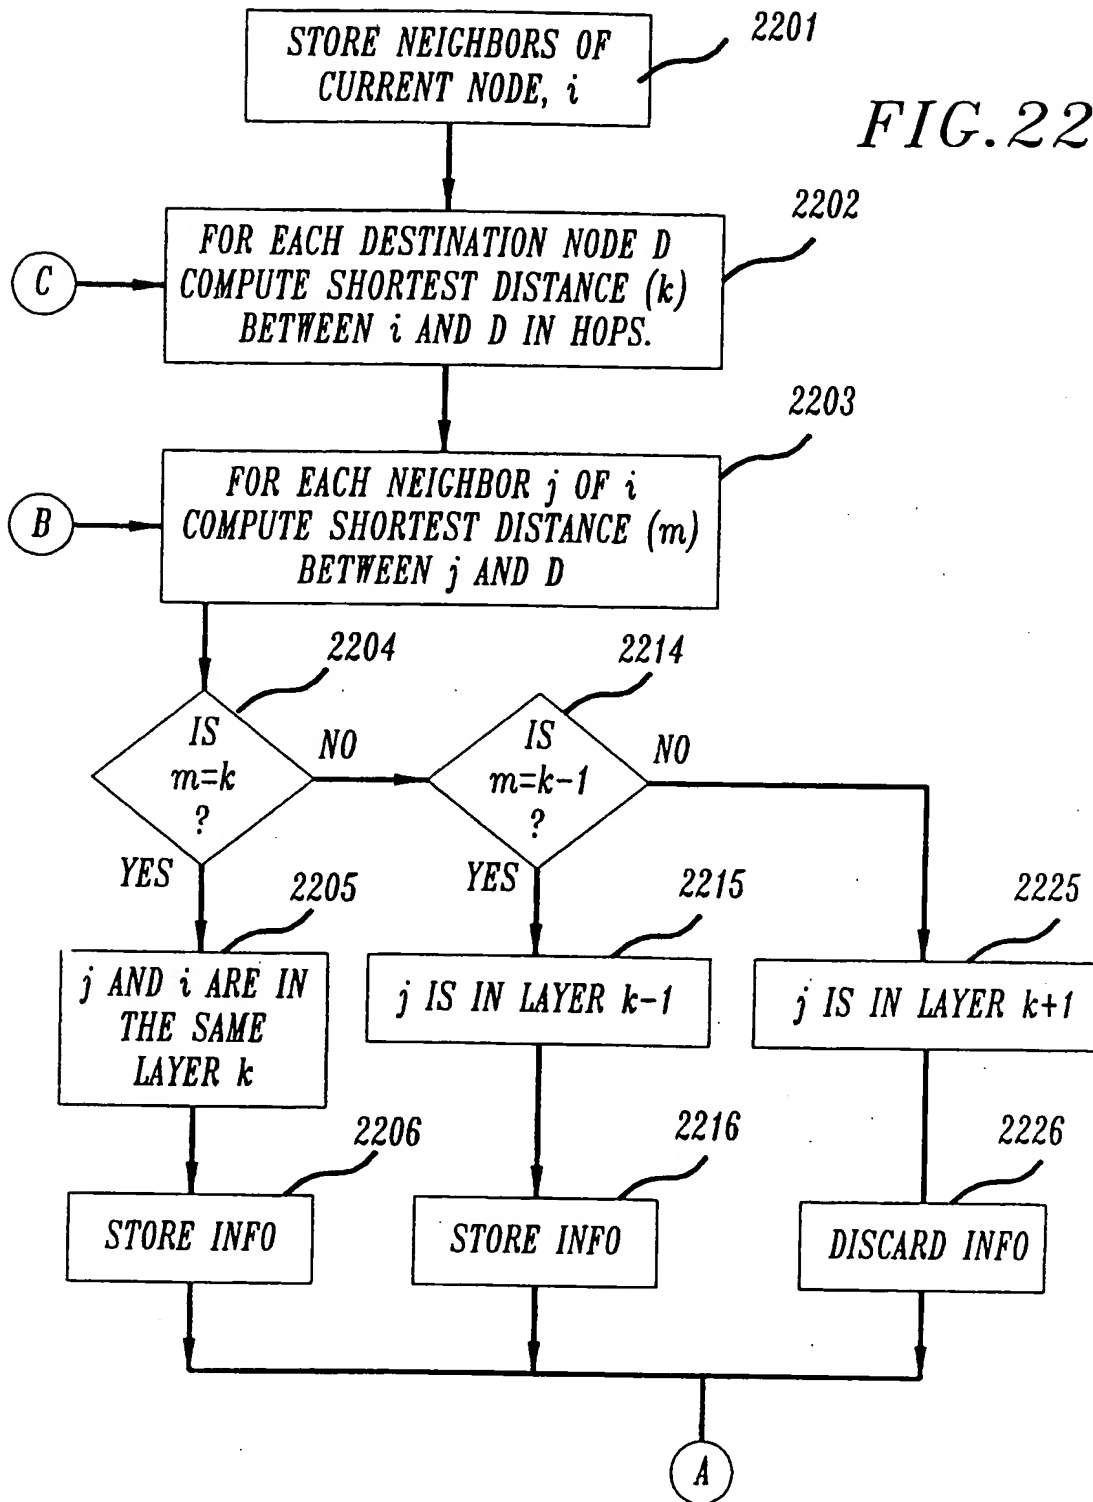 2201
STORE NEIGHBORS OF
CURRENT NODE, i
FIG.22
2202
FOR EACH DESTINATION NODE D
COMPUTE SHORTEST DISTANCE (k)
BETWEEN i AND D IN HOPS.
C
2203
FOR EACH NEIGHBOR j OF i
COMPUTE SHORTEST DISTANCE (m)
BETWEEN j AND D
B
2204
2214
IS
m=k
?
NO
IS
m=k-1
?
NO
YES
YES
2205
2215
2225
j AND i ARE IN
THE SAME
LAYER k
j IS IN LAYER k-1
j IS IN LAYER k+1
2206
2216
2226
STORE INFO
STORE INFO
DISCARD INFO
A